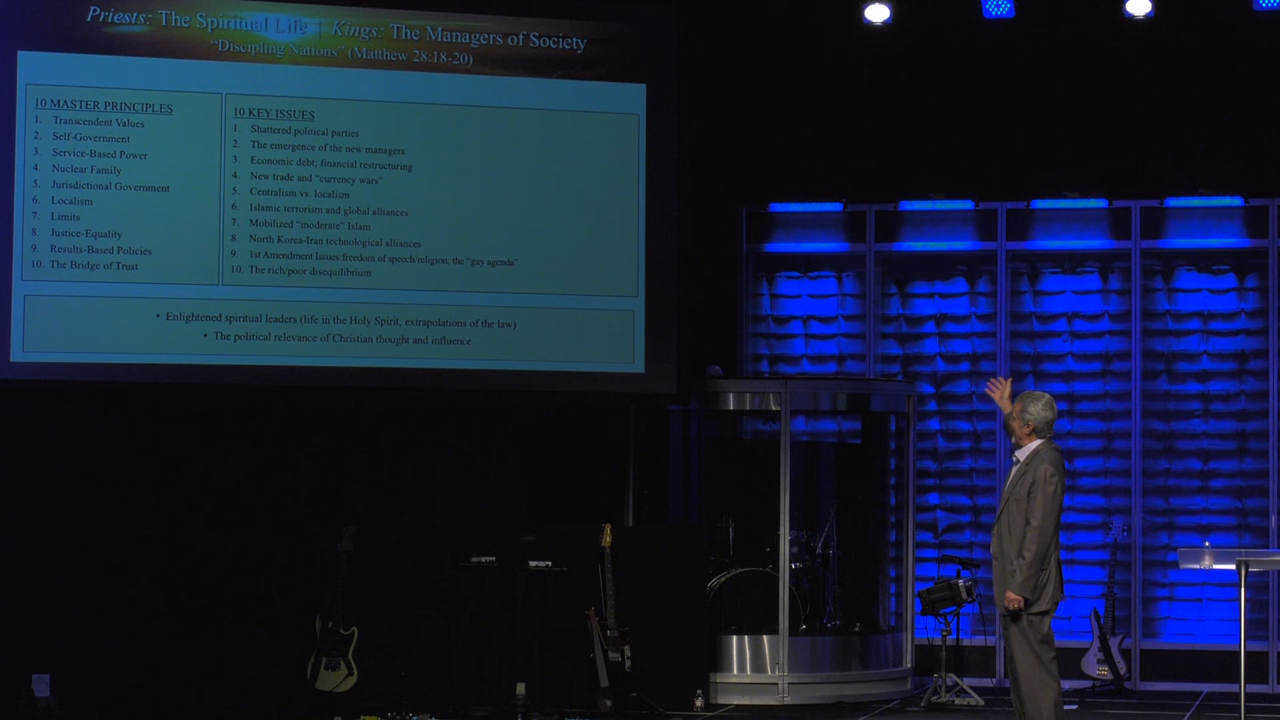 Priests: The Spiritual Life | Kings: The Managers of Society
"Discipling Nations" (Matthew 28:18-20)
10 MASTER PRINCIPLES
1. Transcendent Values
2. Self-Government
3. Service-Based Power
4. Nuclear Family
5. Jurisdictional Government
6. Localism
7. Limits
8. Justice-Equality
9. Results-Based Policies
10. The Bridge of Trust
10 KEY ISSUES
1. Shattered political parties
2. The emergence of the new managers
3. Economic debt; financial restructuring
4. New trade and "currency wars"
5. Centralism vs. localism
6. Islamic terrorism and global alliances
7. Mobilized "moderate" Islam
8. North Korea-Iran technological alliances
9. 1st Amendment Issues: freedom of speech/religion; the "gay agenda"
10. The rich/poor disequilibrium
• Enlightened spiritual leaders (life in the Holy Spirit; extrapolations of the law)
• The political relevance of Christian thought and influence